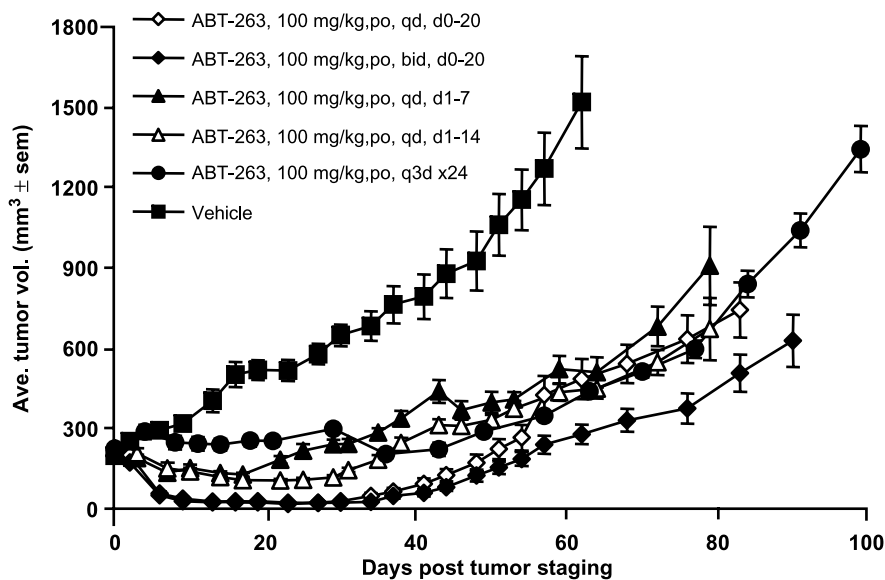 ABT-263, 100 mg/kg,po, qd, d0-20
ABT-263, 100 mg/kg,po, bid, d0-20
ABT-263, 100 mg/kg,po, qd, d1-7
ABT-263, 100 mg/kg,po, qd, d1-14
ABT-263, 100 mg/kg,po, q3d x24
Vehicle
Ave. tumor vol. (mm³ ± sem)
1800
1500
1200
900
600
300
0
0 20 40 60 80 100
Days post tumor staging